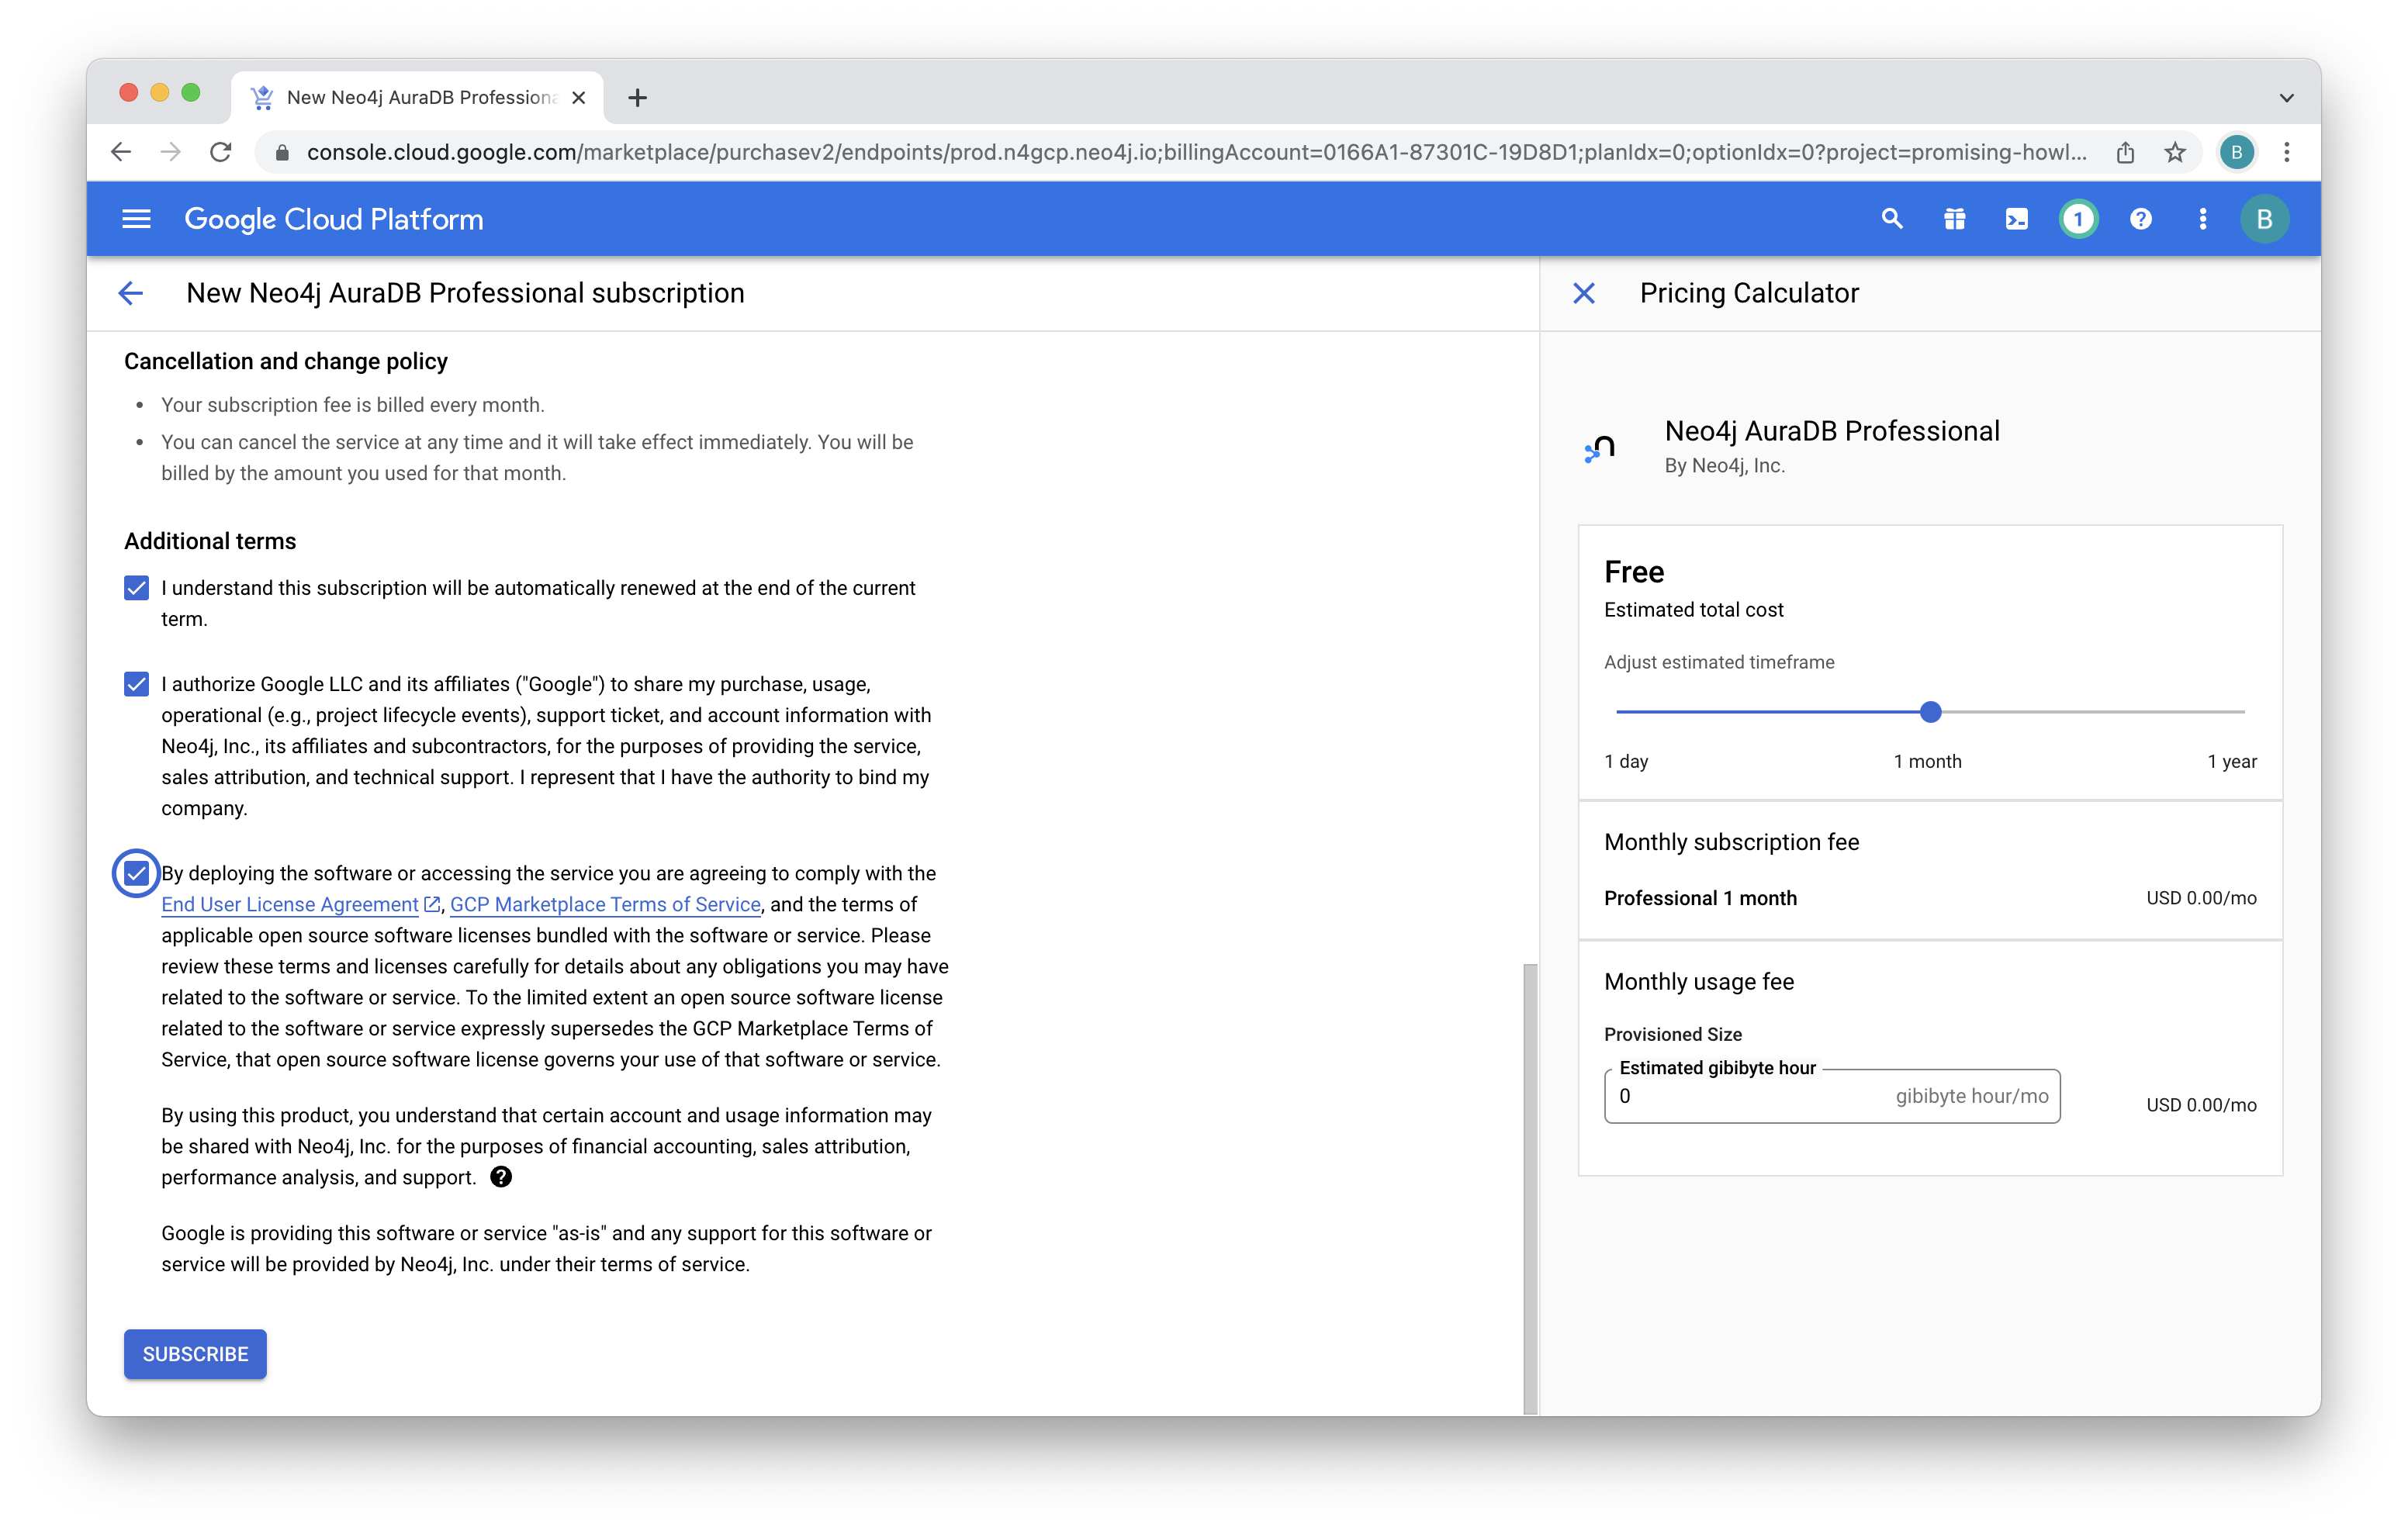 New Neo4j AuraDB Professiona
console.cloud.google.com/marketplace/purchasev2/endpoints/prod.n4gcp.neo4j.io;billingAccount=0166A1-87301C-19D8D1;planIdx=0;optionIdx=0?project=promising-howl...
B
Google Cloud Platform
1
B
New Neo4j AuraDB Professional subscription
Cancellation and change policy
• Your subscription fee is billed every month.
• You can cancel the service at any time and it will take effect immediately. You will be
billed by the amount you used for that month.
Additional terms
I understand this subscription will be automatically renewed at the end of the current
term.
I authorize Google LLC and its affiliates ("Google") to share my purchase, usage,
operational (e.g., project lifecycle events), support ticket, and account information with
Neo4j, Inc., its affiliates and subcontractors, for the purposes of providing the service,
sales attribution, and technical support. I represent that I have the authority to bind my
company.
By deploying the software or accessing the service you are agreeing to comply with the
End User License Agreement, GCP Marketplace Terms of Service, and the terms of
applicable open source software licenses bundled with the software or service. Please
review these terms and licenses carefully for details about any obligations you may have
related to the software or service. To the limited extent an open source software license
related to the software or service expressly supersedes the GCP Marketplace Terms of
Service, that open source software license governs your use of that software or service.
By using this product, you understand that certain account and usage information may
be shared with Neo4j, Inc. for the purposes of financial accounting, sales attribution,
performance analysis, and support.
Google is providing this software or service "as-is" and any support for this software or
service will be provided by Neo4j, Inc. under their terms of service.
SUBSCRIBE
Pricing Calculator
Neo4j AuraDB Professional
By Neo4j, Inc.
Free
Estimated total cost
Adjust estimated timeframe
1 day 1 month 1 year
Monthly subscription fee
Professional 1 month USD 0.00/mo
Monthly usage fee
Provisioned Size
Estimated gibibyte hour
0 gibibyte hour/mo USD 0.00/mo